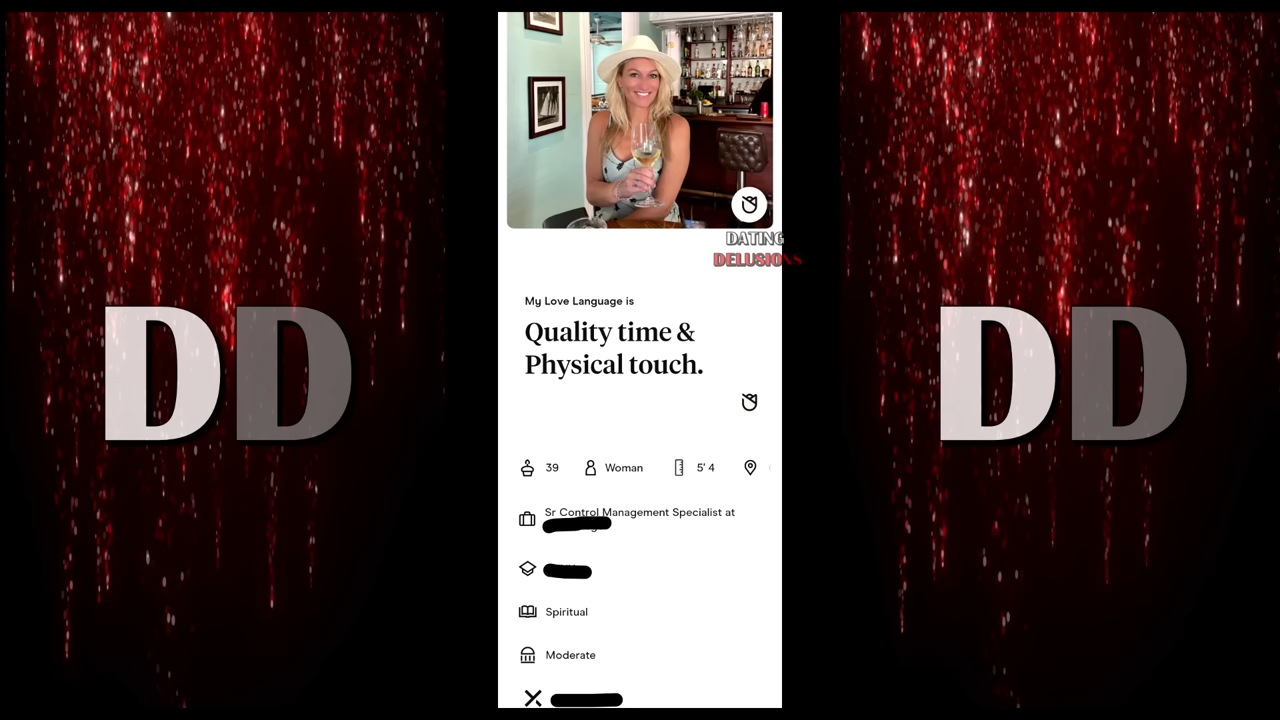 DD
DATING
DELUSIONS
My Love Language is
Quality time &
Physical touch.
39 Woman 5' 4
Sr Control Management Specialist at
Spiritual
Moderate
DD